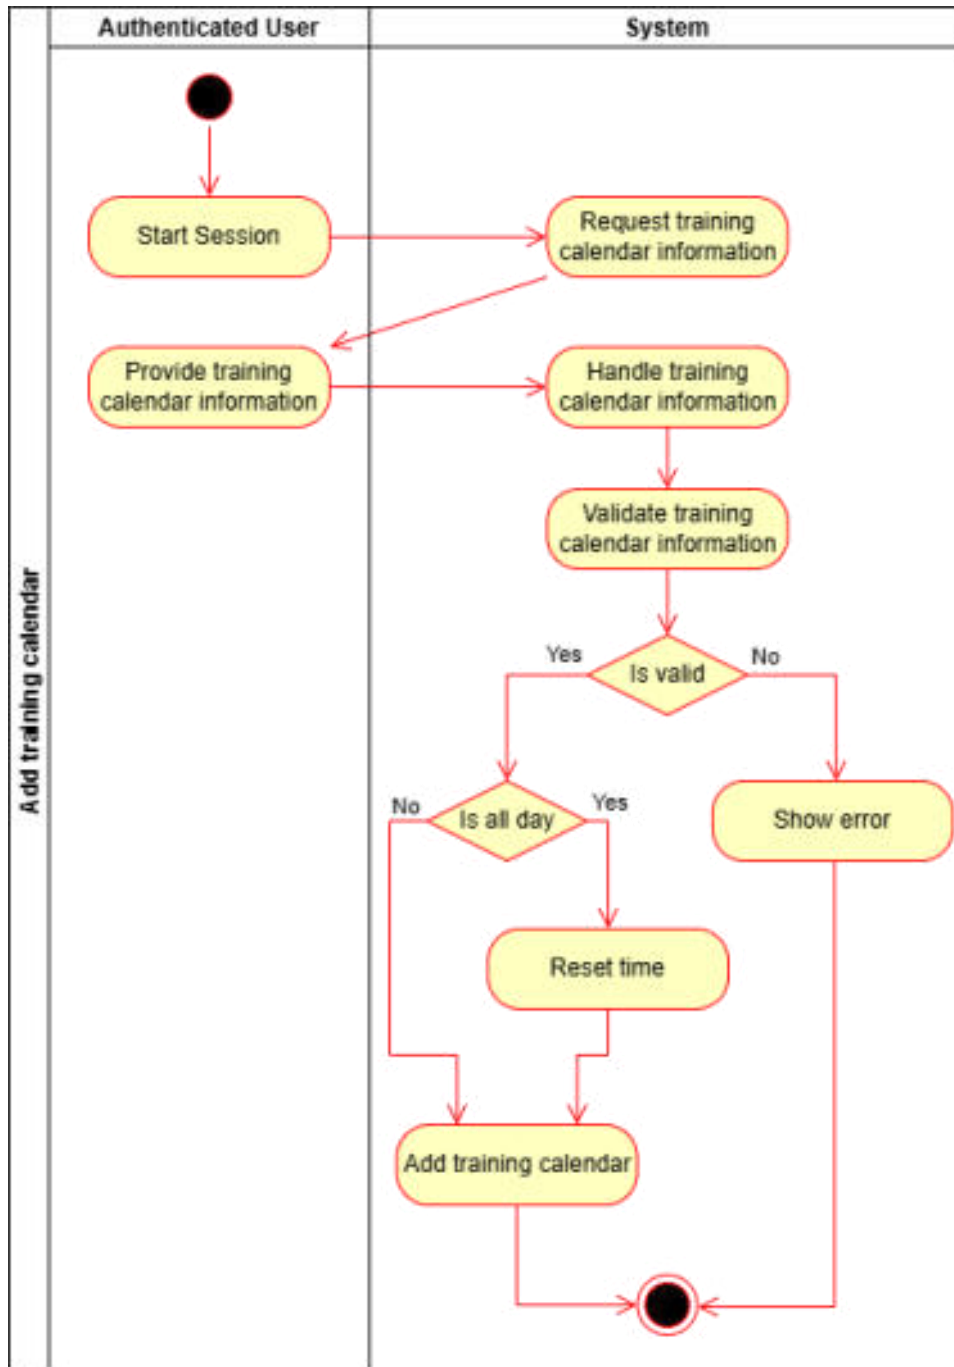 Authenticated User
System
Add training calendar
Start Session
Request training
calendar information
Provide training
calendar information
Handle training
calendar information
Validate training
calendar information
Yes
Is valid
No
No
Is all day
Yes
Show error
Reset time
Add training calendar